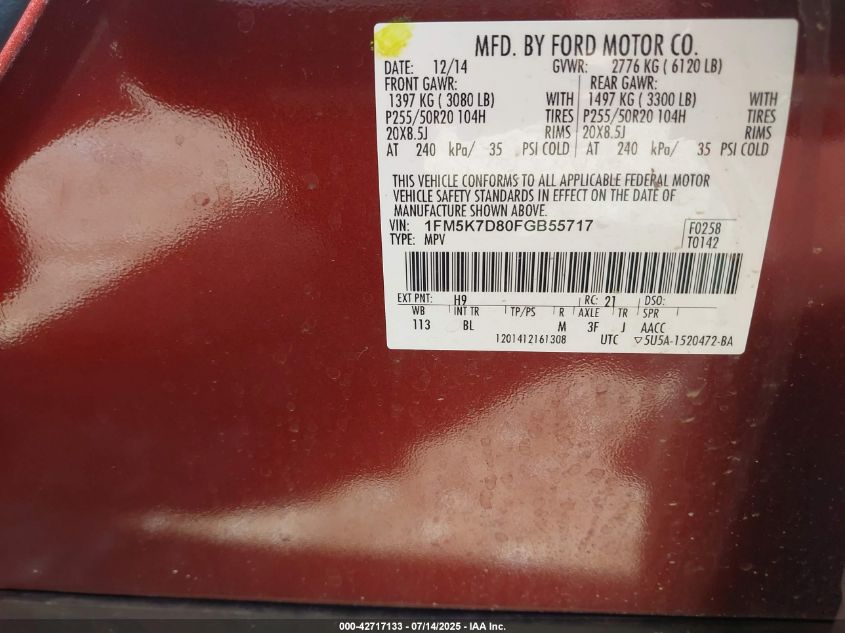 MFD. BY FORD MOTOR CO.
DATE: 12/14 GVWR: 2776 KG ( 6120 LB)
FRONT GAWR: REAR GAWR:
1397 KG ( 3080 LB) WITH 1497 KG ( 3300 LB) WITH
P255/50R20 104H TIRES P255/50R20 104H TIRES
20X8.5J RIMS 20X8.5J RIMS
AT 240 kPa/ 35 PSI COLD AT 240 kPa/ 35 PSI COLD
THIS VEHICLE CONFORMS TO ALL APPLICABLE FEDERAL MOTOR
VEHICLE SAFETY STANDARDS IN EFFECT ON THE DATE OF
MANUFACTURE SHOWN ABOVE.
VIN: 1FM5K7D80FGB55717 F0258
TYPE: MPV T0142
EXT PNT: H9 RC: 21 DSO:
WB INT TR TP/PS R AXLE TR SPR
113 BL M 3F J AACC
1201412161308 UTC ▽5U5A-1520472-BA
000-42717133 - 07/14/2025 - IAA Inc.